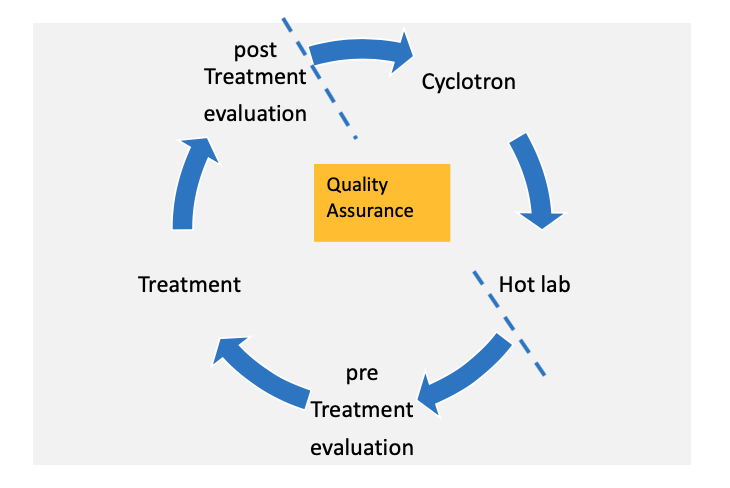 post
Treatment
evaluation
Cyclotron
Quality
Assurance
Treatment
Hot lab
pre
Treatment
evaluation